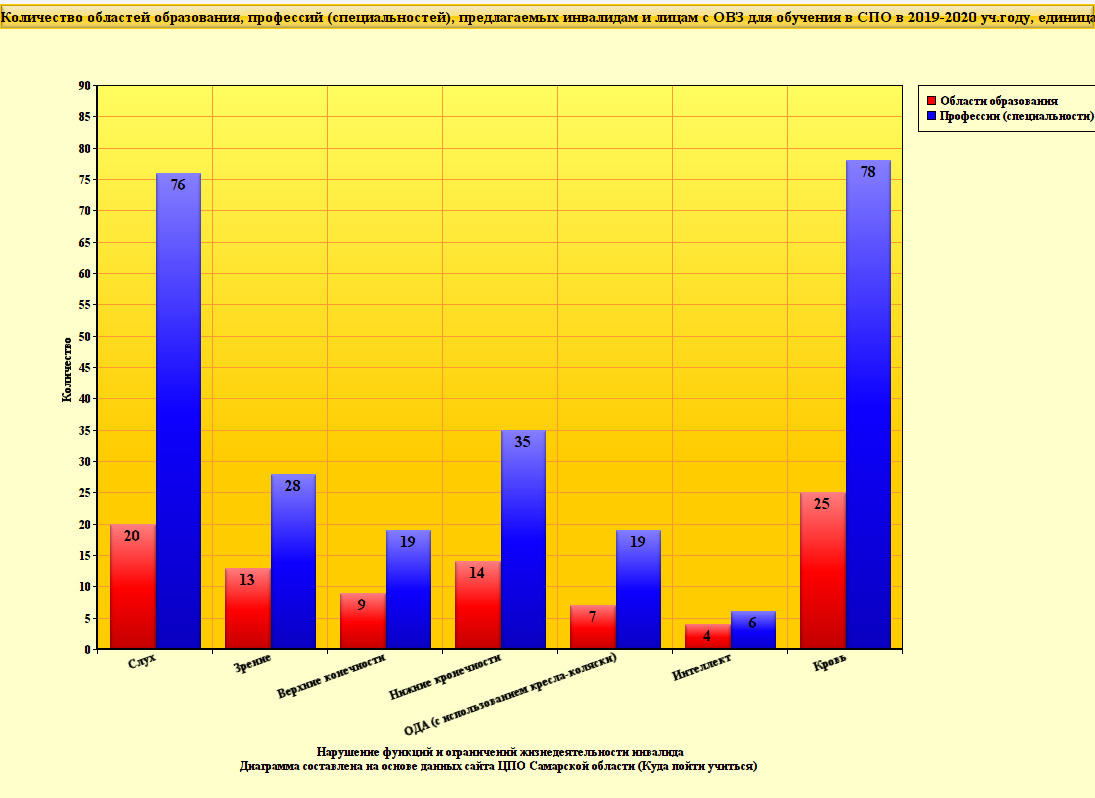 Количество областей образования, профессий (специальностей), предлагаемых инвалидам и лицам с ОВЗ для обучения в СПО в 2019-2020 уч.году, единица
Области образования
Профессии (специальности)
Количество
90
85
80
75
70
65
60
55
50
45
40
35
30
25
20
15
10
5
0
20
76
13
28
9
19
14
35
7
19
4
6
25
78
Слух
Зрение
Верхние конечности
Нижние кронечности
ОДА (с использованием кресла-коляски)
Интеллект
Кровь
Нарушение функций и ограничений жизнедеятельности инвалида
Диаграмма составлена на основе данных сайта ЦПО Самарской области (Куда пойти учиться)